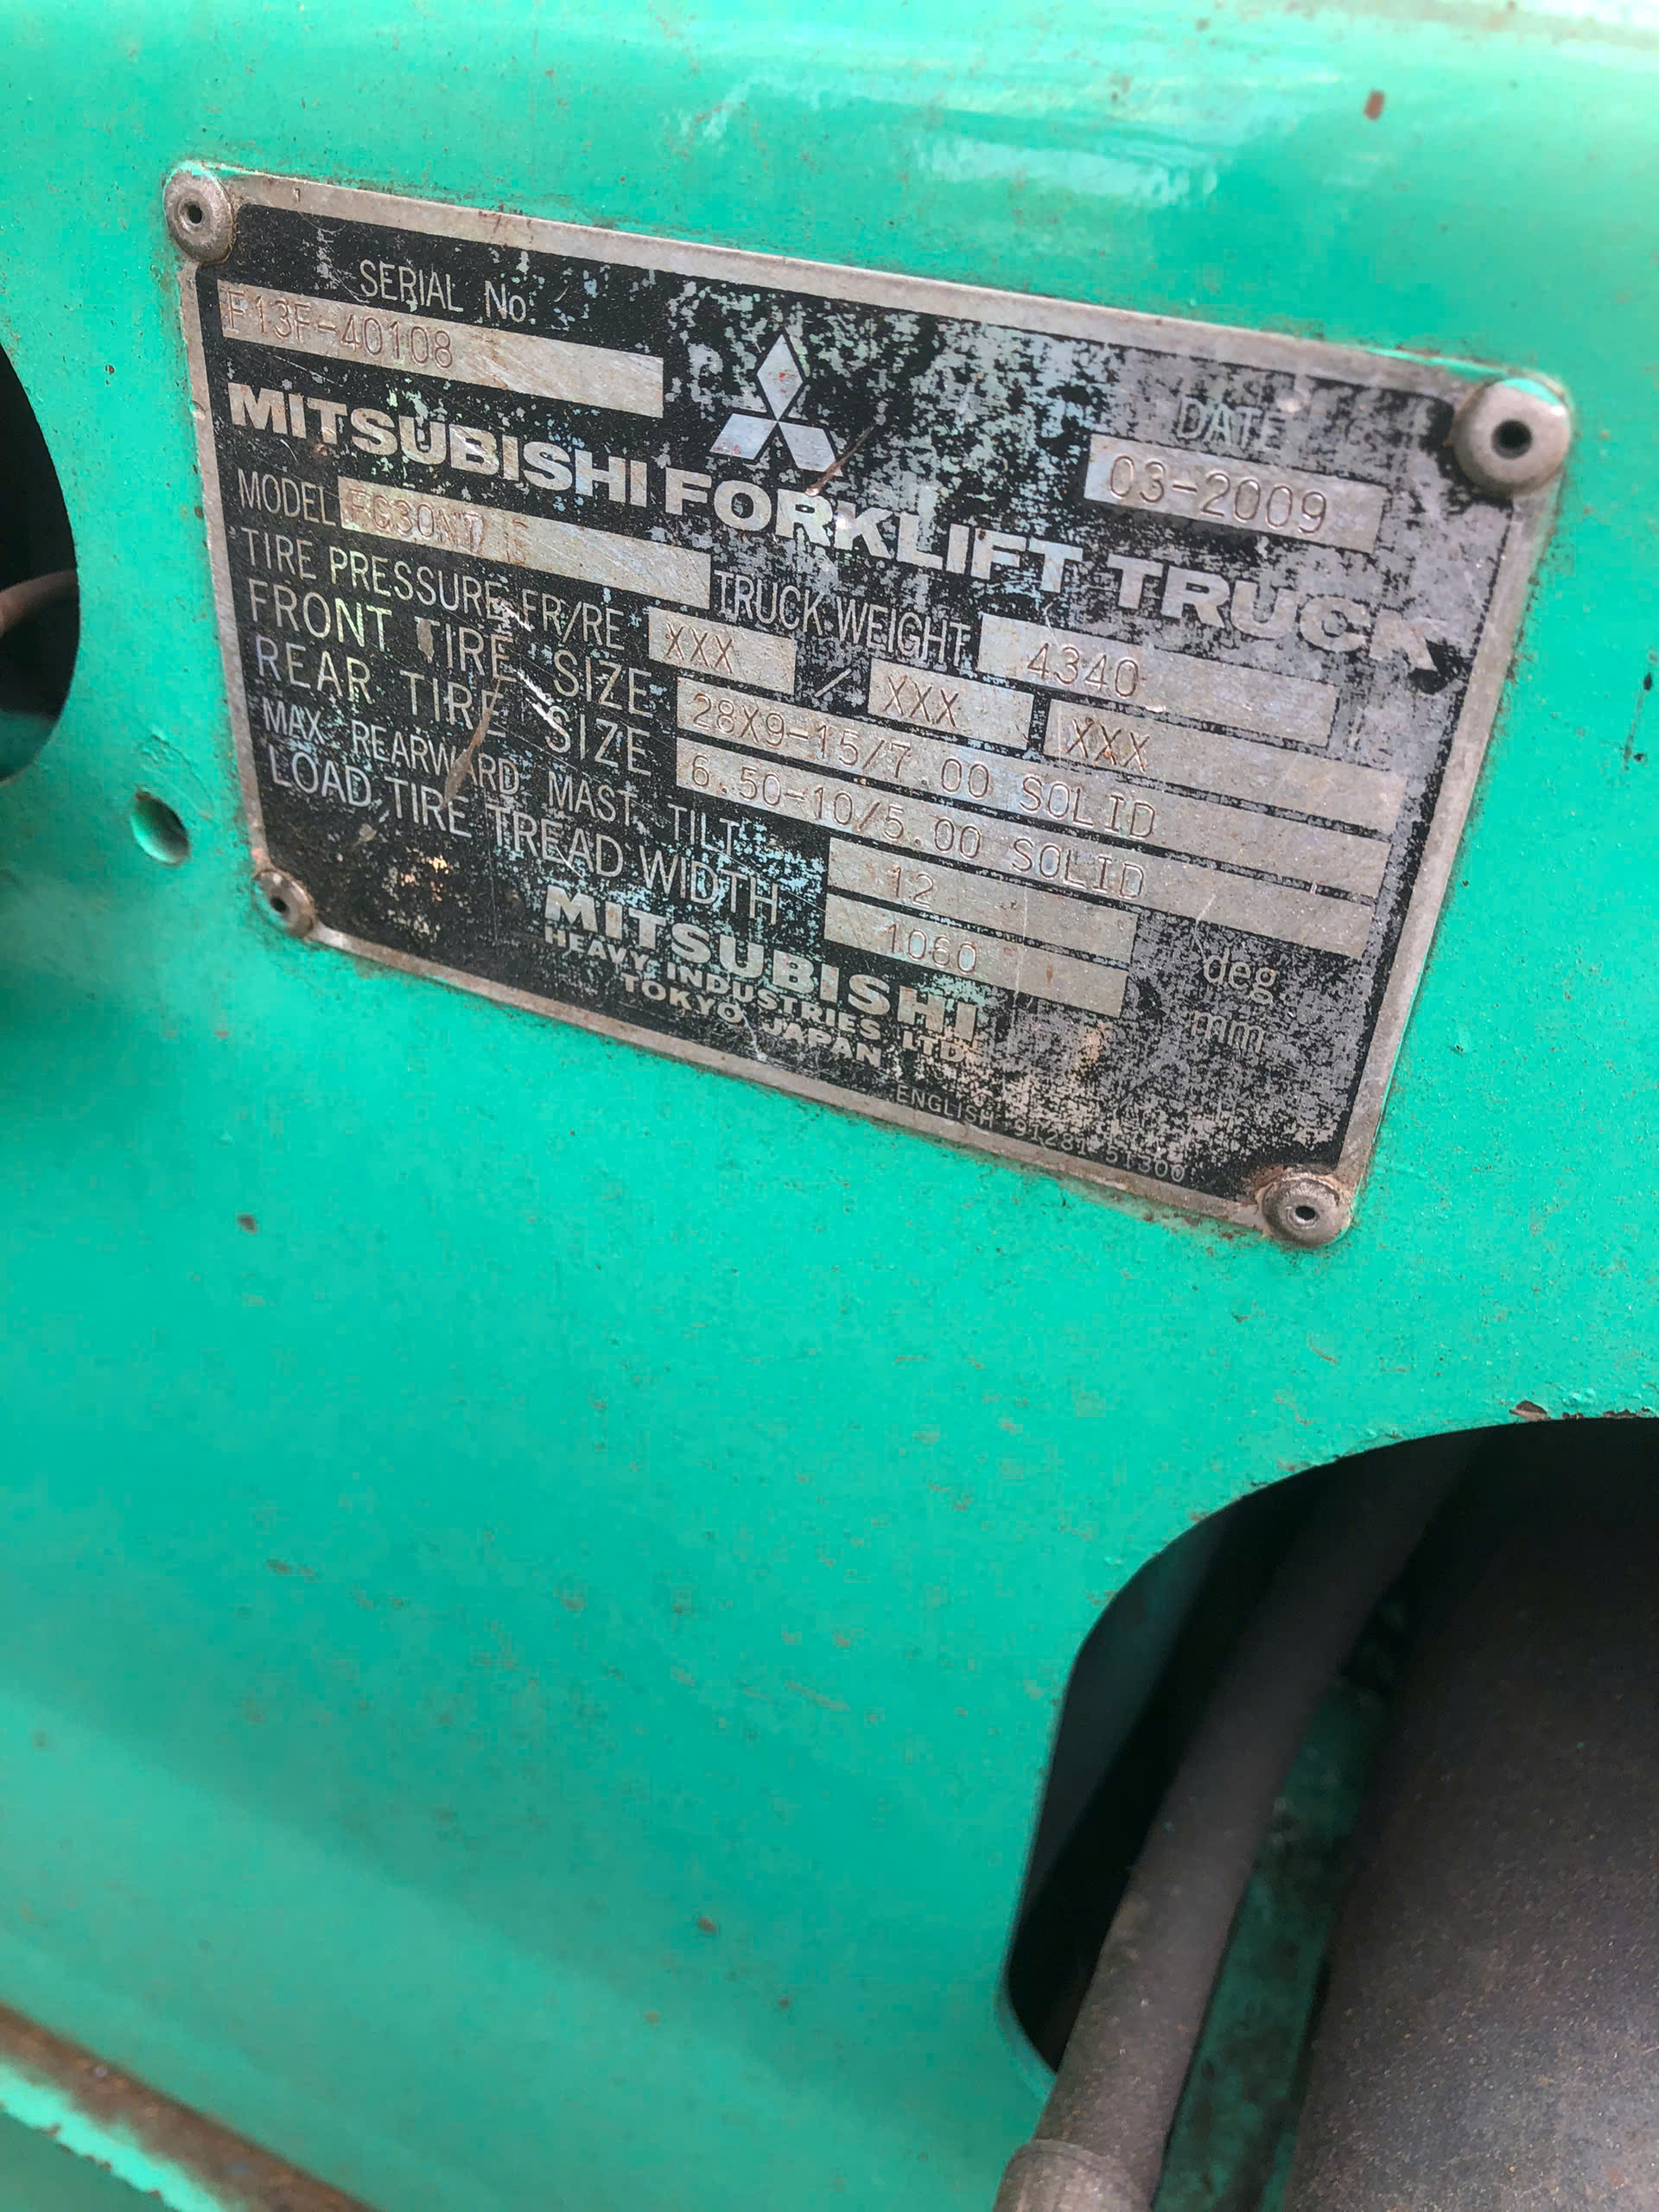 SERIAL No.
F13F-40108
DATE
03-2009
MITSUBISHI FORKLIFT TRUCK
MODEL
TRUCK WEIGHT 4340
TIRE PRESSURE FR/RE XXX / XXX XXX
FRONT TIRE SIZE 28X9-15/7.00 SOLID
REAR TIRE SIZE 6.50-10/5.00 SOLID
MAX. REARWARD MAST TILT 12 deg.
LOAD TIRE TREAD WIDTH 1060 mm
MITSUBISHI
HEAVY INDUSTRIES, LTD.
TOKYO JAPAN
ENGLISH 91281-51300